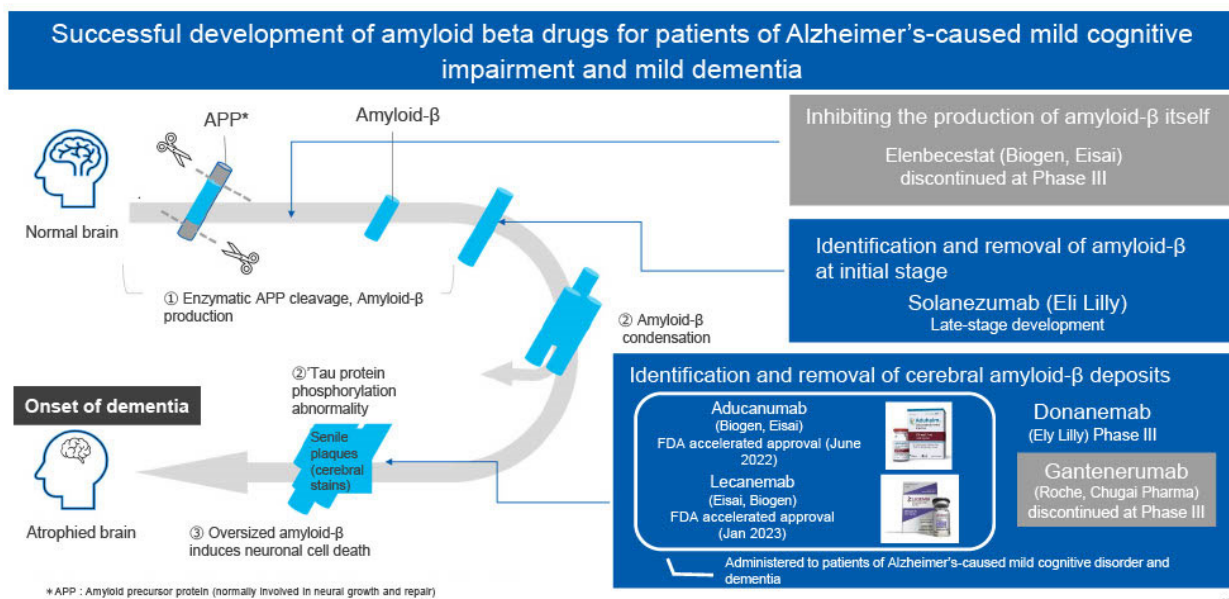 Successful development of amyloid beta drugs for patients of Alzheimer's-caused mild cognitive
impairment and mild dementia
APP*
Amyloid-β
Normal brain
① Enzymatic APP cleavage, Amyloid-β
production
② Amyloid-β
condensation
②'Tau protein
phosphorylation
abnormality
Onset of dementia
Senile
plaques
(cerebral
stains)
Atrophied brain
③ Oversized amyloid-β
induces neuronal cell death
Inhibiting the production of amyloid-β itself
Elenbecestat (Biogen, Eisai)
discontinued at Phase III
Identification and removal of amyloid-β
at initial stage
Solanezumab (Eli Lilly)
Late-stage development
Identification and removal of cerebral amyloid-β deposits
Aducanumab
(Biogen, Eisai)
FDA accelerated approval (June
2022)
Lecanemab
(Eisai, Biogen)
FDA accelerated approval
(Jan 2023)
Donanemab
(Ely Lilly) Phase III
Gantenerumab
(Roche, Chugai Pharma)
discontinued at Phase III
Administered to patients of Alzheimer's-caused mild cognitive disorder and
dementia
* APP : Amyloid precursor protein (normally involved in neural growth and repair)